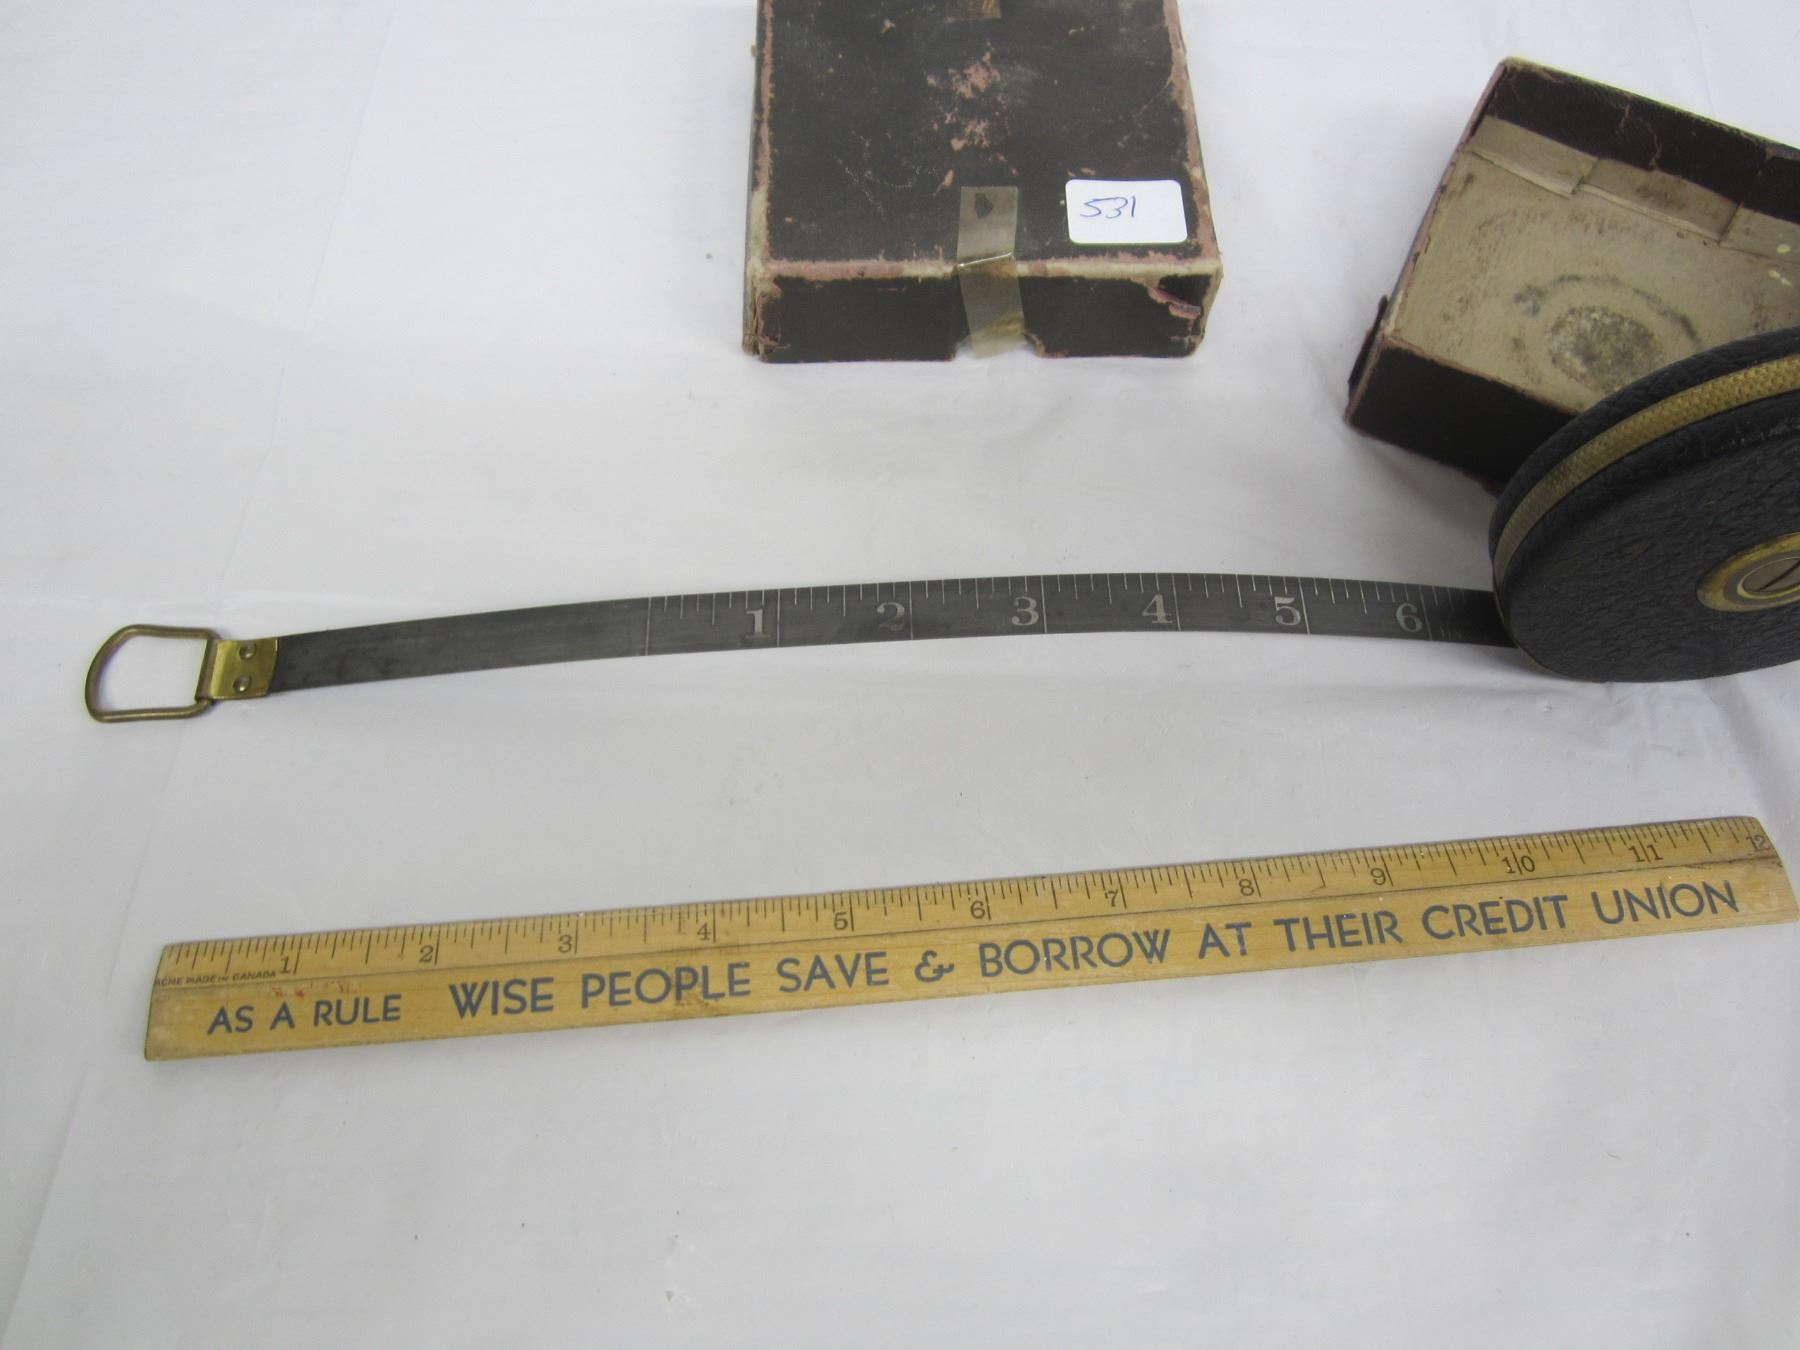 531
1 2 3 4 5 6
1 2 3 4 5 6 7 8 9 10 11 12
ACME MADE IN CANADA
AS A RULE WISE PEOPLE SAVE & BORROW AT THEIR CREDIT UNION